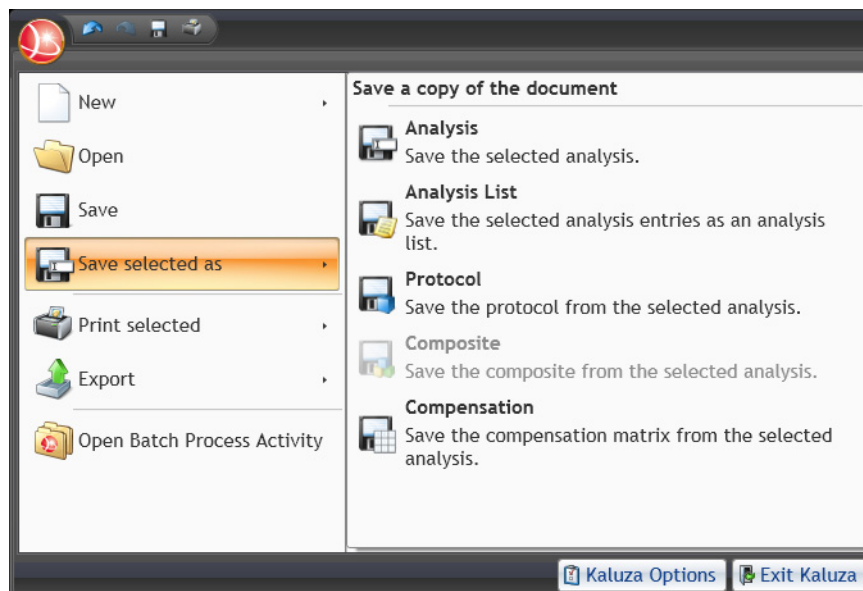 New
Open
Save
Save selected as
Print selected
Export
Open Batch Process Activity
Save a copy of the document
Analysis
Save the selected analysis.
Analysis List
Save the selected analysis entries as an analysis
list.
Protocol
Save the protocol from the selected analysis.
Composite
Save the composite from the selected analysis.
Compensation
Save the compensation matrix from the selected
analysis.
Kaluza Options
Exit Kaluza